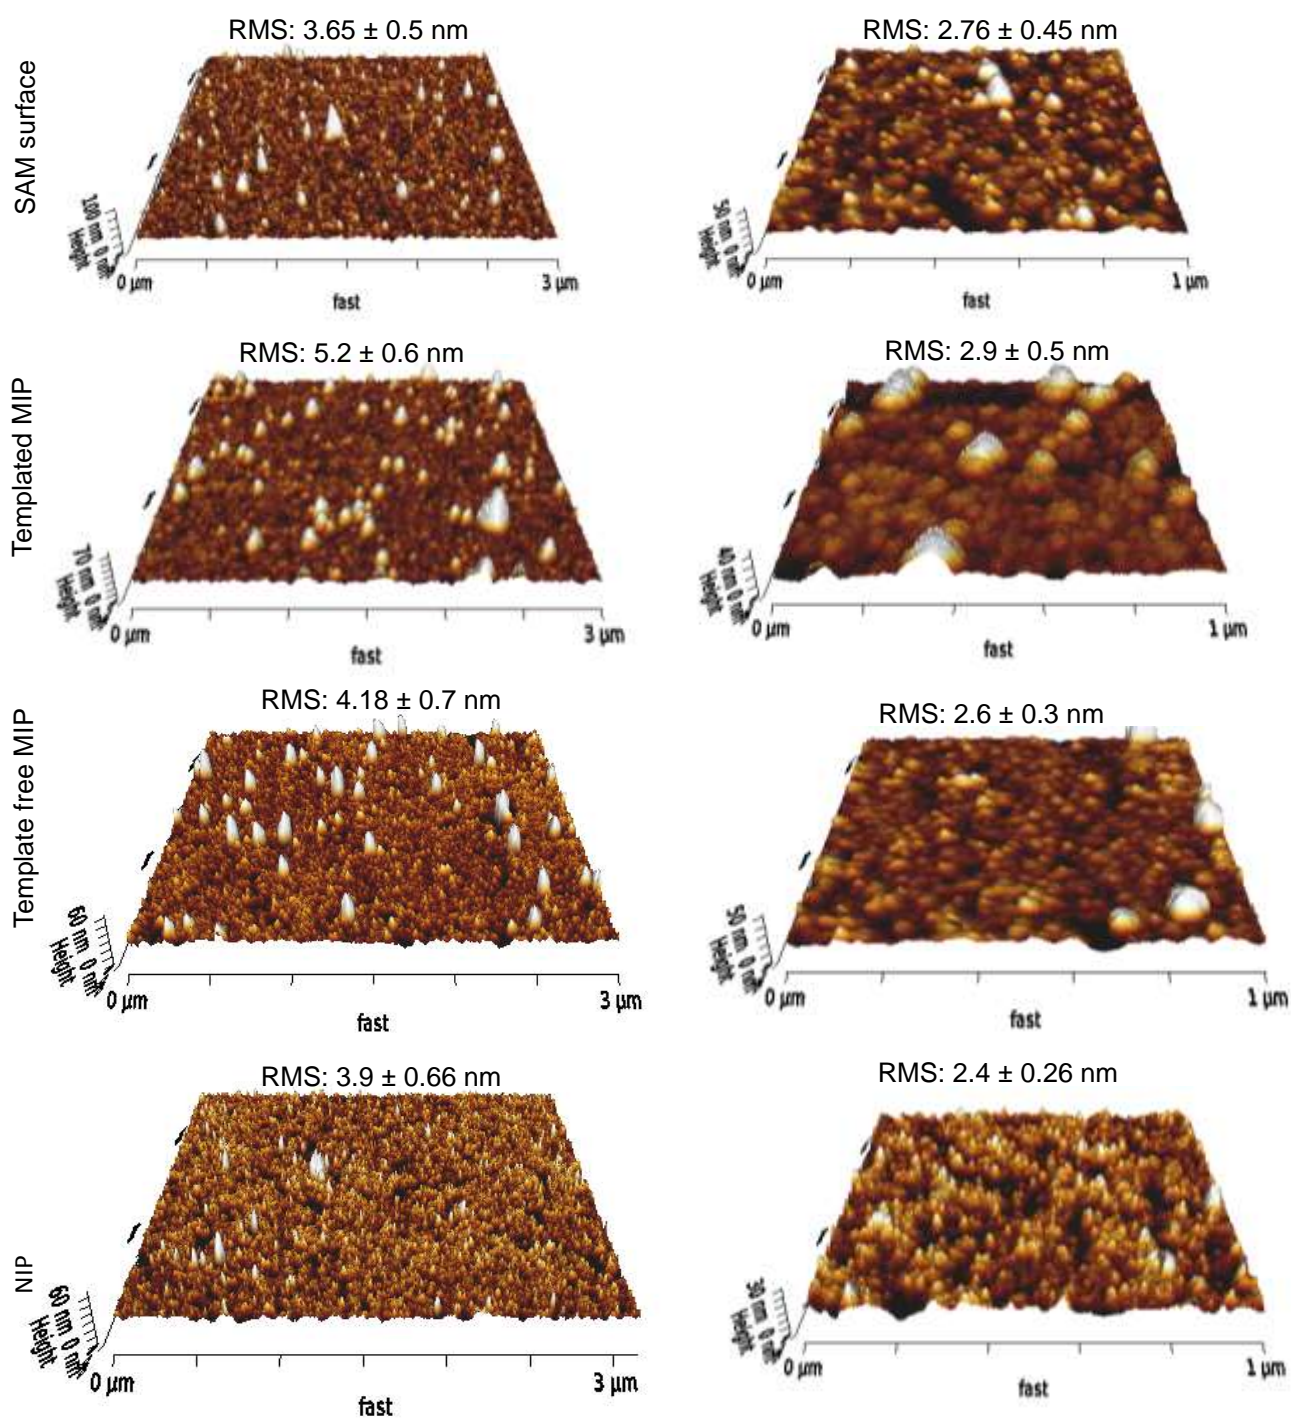 RMS: 3.65 ± 0.5 nm
RMS: 2.76 ± 0.45 nm
SAM surface
100 nm 0 nm
Height
0 µm
3 µm
fast
50 nm 0 nm
Height
0 µm
1 µm
fast
RMS: 5.2 ± 0.6 nm
RMS: 2.9 ± 0.5 nm
Templated MIP
70 nm 0 nm
Height
0 µm
3 µm
fast
40 nm 0 nm
Height
0 µm
1 µm
fast
RMS: 4.18 ± 0.7 nm
RMS: 2.6 ± 0.3 nm
Template free MIP
60 nm 0 nm
Height
0 µm
3 µm
fast
50 nm 0 nm
Height
0 µm
1 µm
fast
RMS: 3.9 ± 0.66 nm
RMS: 2.4 ± 0.26 nm
NIP
60 nm 0 nm
Height
0 µm
3 µm
fast
nm 0 nm
Height
0 µm
1 µm
fast